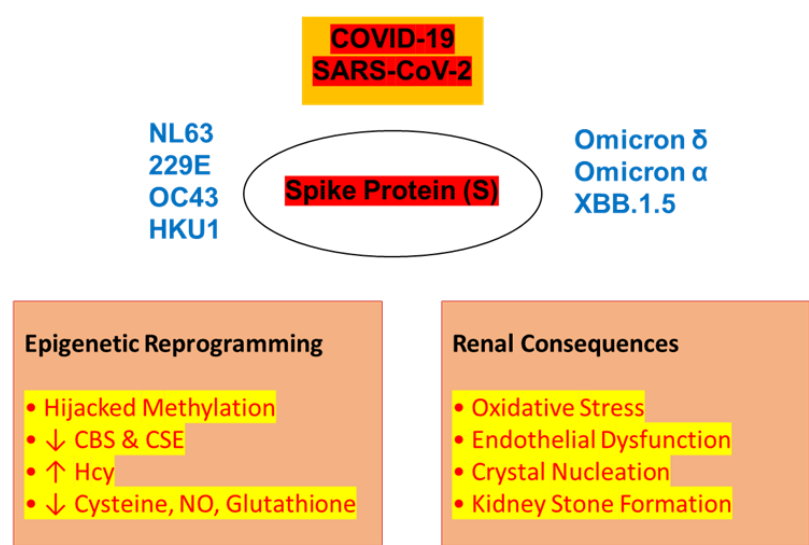 COVID-19
SARS-CoV-2
NL63
229E
OC43
HKU1
Spike Protein (S)
Omicron δ
Omicron α
XBB.1.5
Epigenetic Reprogramming
• Hijacked Methylation
• ↓ CBS & CSE
• ↑ Hcy
• ↓ Cysteine, NO, Glutathione
Renal Consequences
• Oxidative Stress
• Endothelial Dysfunction
• Crystal Nucleation
• Kidney Stone Formation